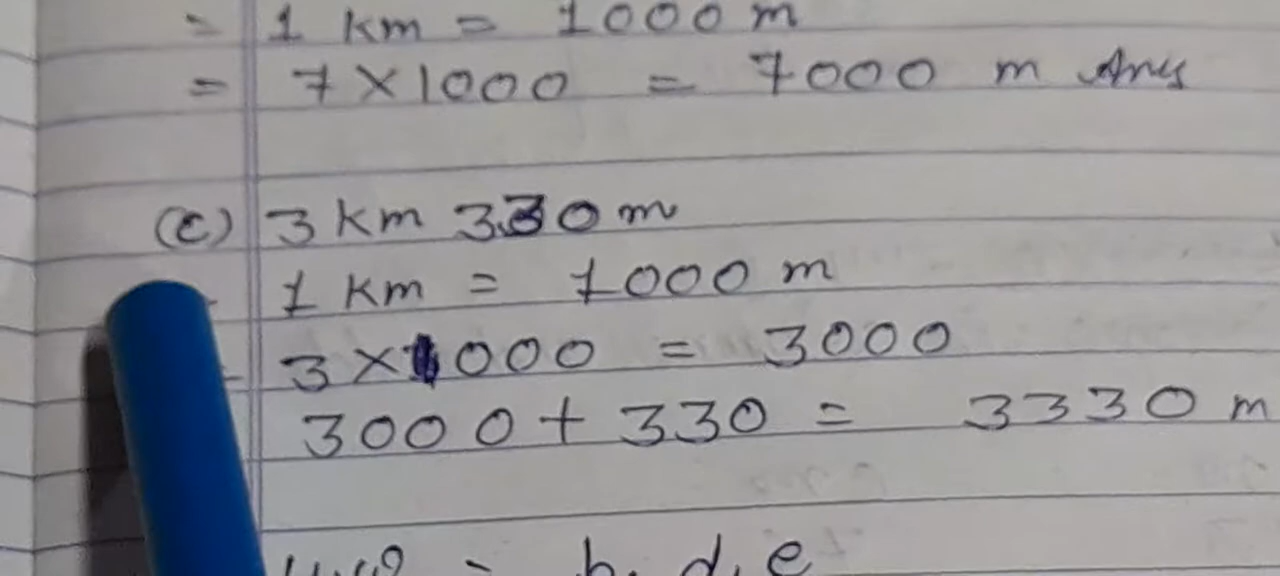 = 1 km = 1000 m
= 7×1000 = 7000 m Ans
(c) 3 km 330 m
1 km = 1000 m
3×1000 = 3000
3000+330 = 3330 m
H.W - b, d, e